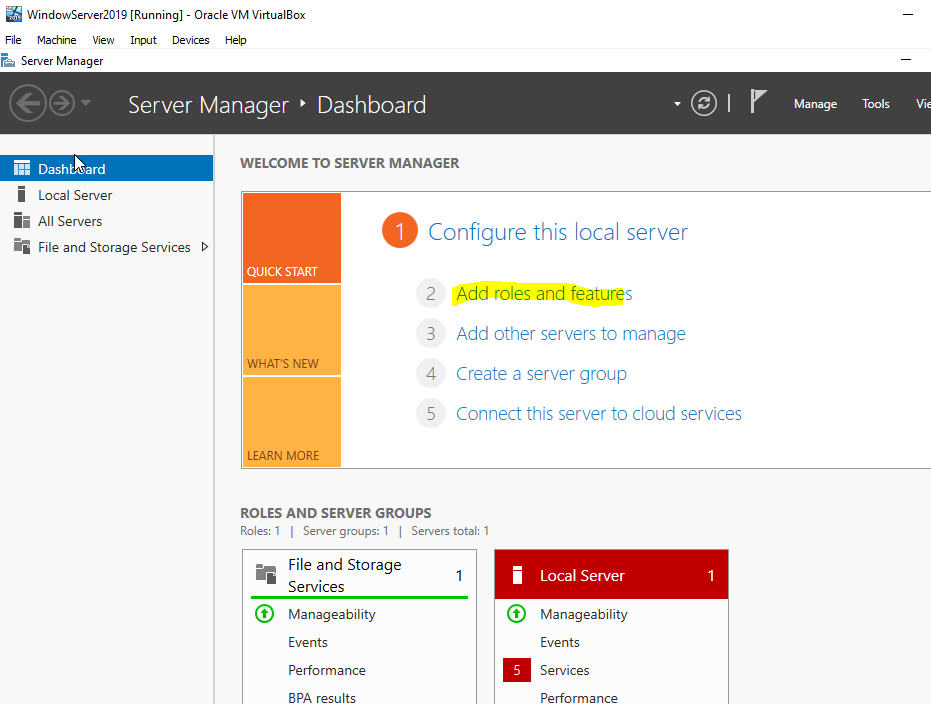 WindowServer2019 [Running] - Oracle VM VirtualBox
File Machine View Input Devices Help
Server Manager
Server Manager ‣ Dashboard
Manage Tools Vie
Dashboard
Local Server
All Servers
File and Storage Services
WELCOME TO SERVER MANAGER
QUICK START
WHAT'S NEW
LEARN MORE
1 Configure this local server
2 Add roles and features
3 Add other servers to manage
4 Create a server group
5 Connect this server to cloud services
ROLES AND SERVER GROUPS
Roles: 1 | Server groups: 1 | Servers total: 1
File and Storage
Services
1
Manageability
Events
Performance
BPA results
Local Server 1
Manageability
Events
5 Services
Performance